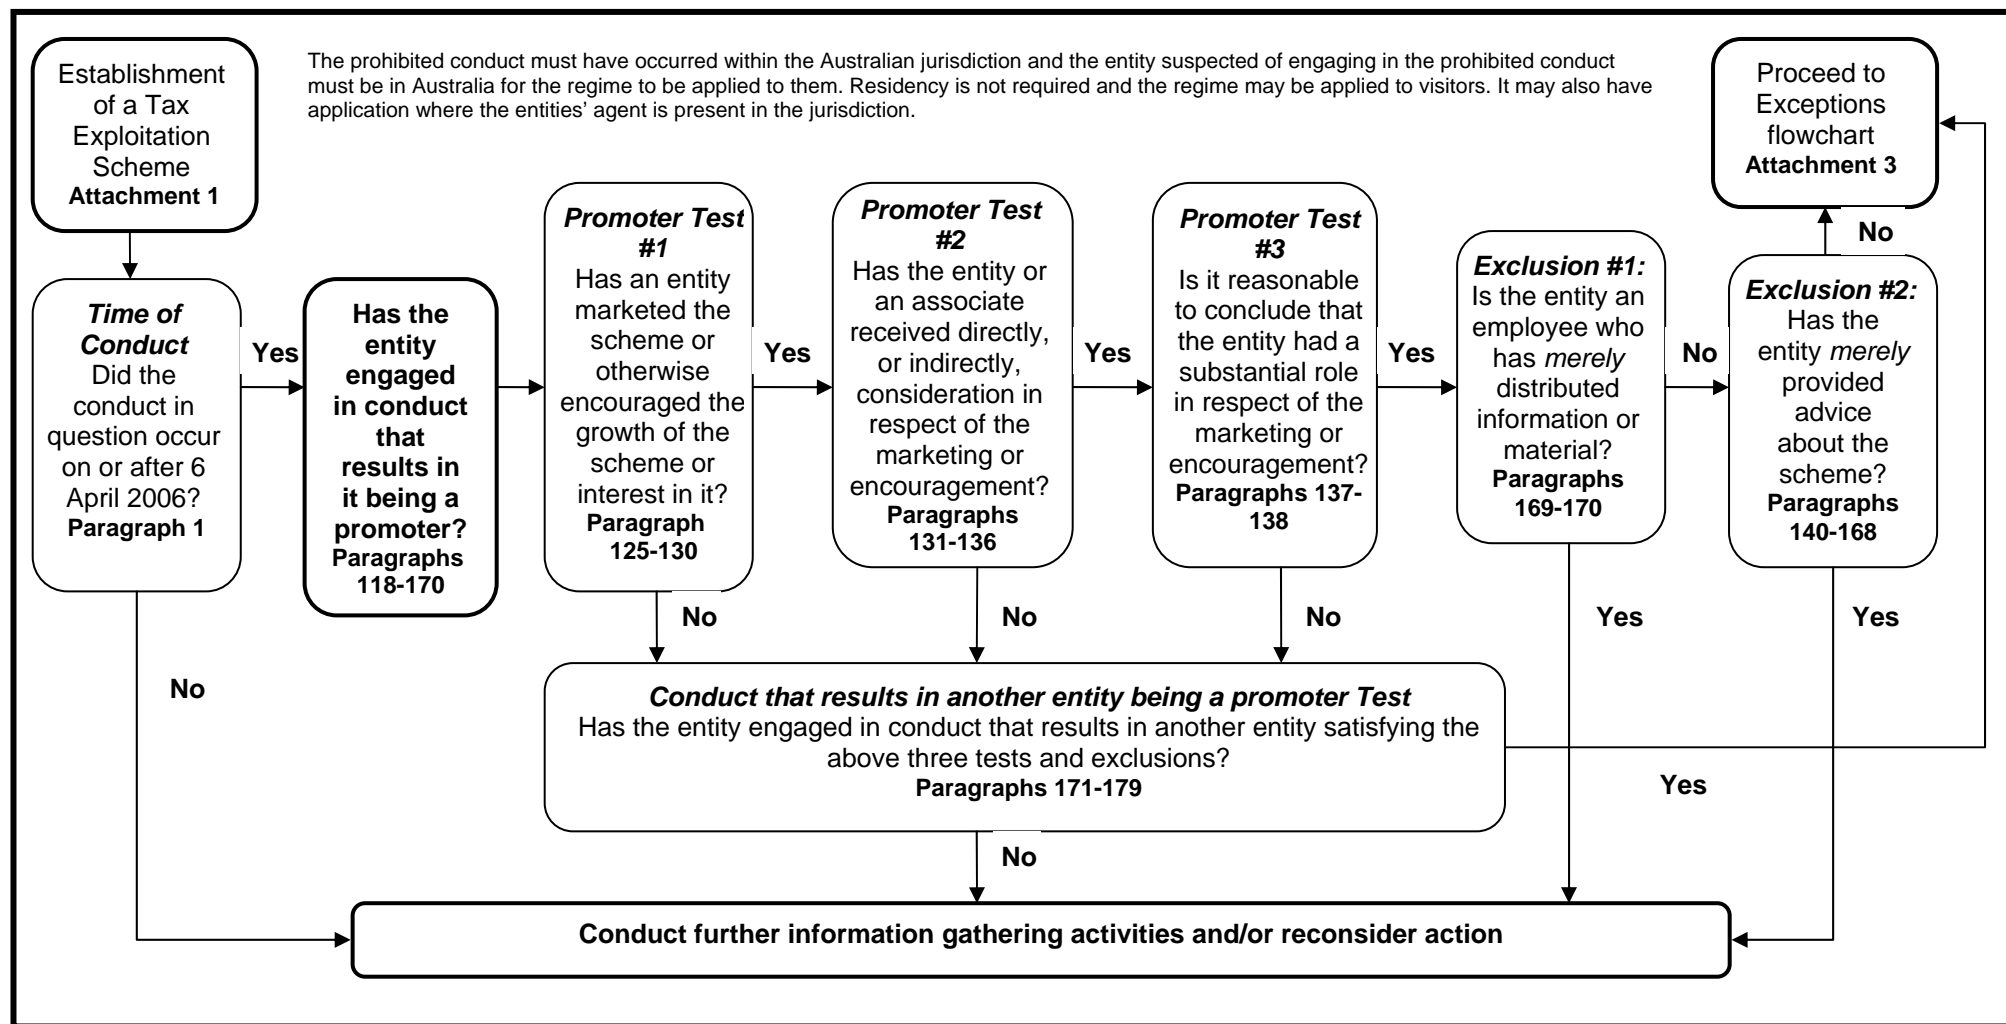 Establishment
of a Tax
Exploitation
Scheme
Attachment 1
The prohibited conduct must have occurred within the Australian jurisdiction and the entity suspected of engaging in the prohibited conduct
must be in Australia for the regime to be applied to them. Residency is not required and the regime may be applied to visitors. It may also have
application where the entities’ agent is present in the jurisdiction.
Proceed to
Exceptions
flowchart
Attachment 3
No
Time of
Conduct
Did the
conduct in
question occur
on or after 6
April 2006?
Paragraph 1
Yes
Has the
entity
engaged
in conduct
that
results in
it being a
promoter?
Paragraphs
118-170
Promoter Test
#1
Has an entity
marketed the
scheme or
otherwise
encouraged the
growth of the
scheme or
interest in it?
Paragraph
125-130
Yes
Promoter Test
#2
Has the entity or
an associate
received directly,
or indirectly,
consideration in
respect of the
marketing or
encouragement?
Paragraphs
131-136
Yes
Promoter Test
#3
Is it reasonable
to conclude that
the entity had a
substantial role
in respect of the
marketing or
encouragement?
Paragraphs 137-
138
Yes
Exclusion #1:
Is the entity an
employee who
has merely
distributed
information or
material?
Paragraphs
169-170
No
Exclusion #2:
Has the
entity merely
provided
advice
about the
scheme?
Paragraphs
140-168
No
No
No
No
Yes
Yes
Conduct that results in another entity being a promoter Test
Has the entity engaged in conduct that results in another entity satisfying the
above three tests and exclusions?
Paragraphs 171-179
Yes
No
Conduct further information gathering activities and/or reconsider action